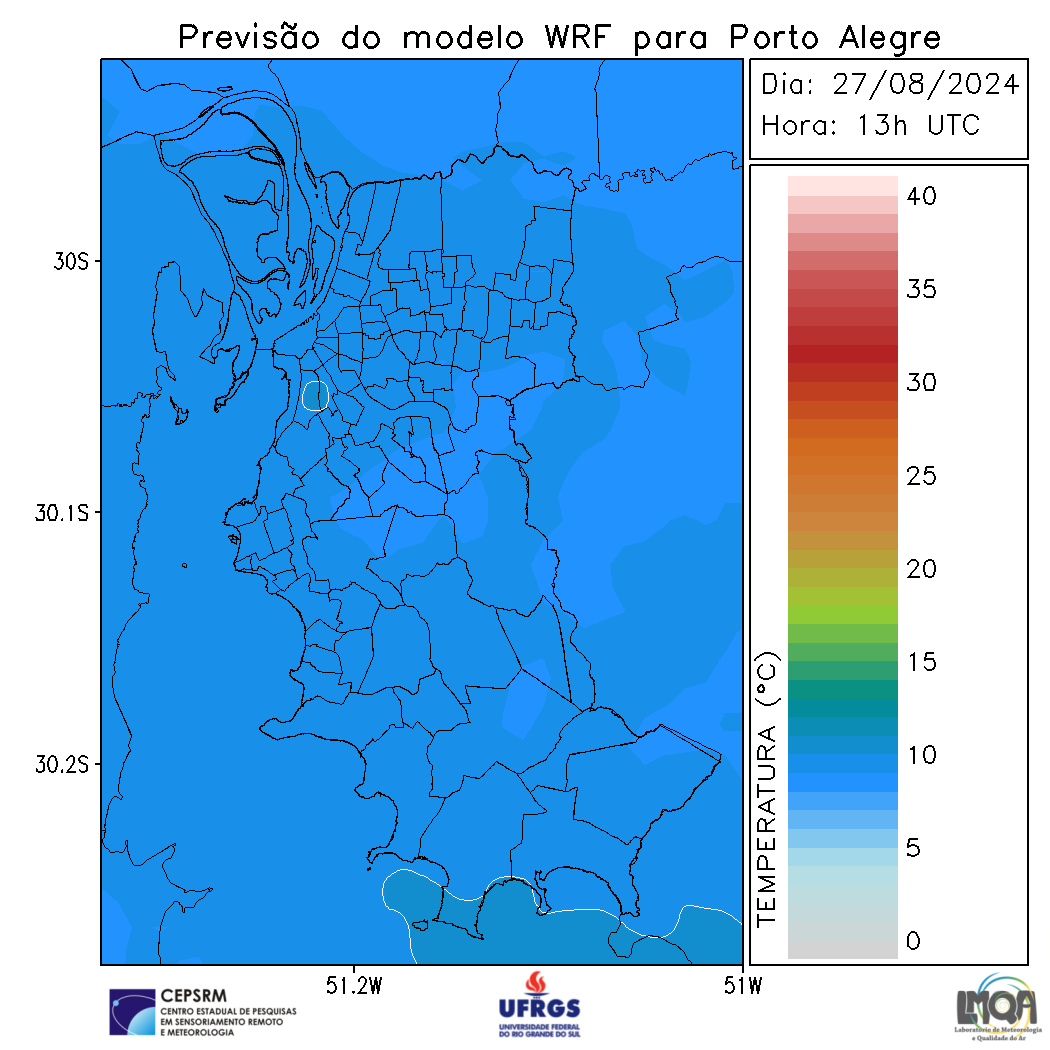 Previsão do modelo WRF para Porto Alegre
Dia: 27/08/2024
Hora: 13h UTC
40
35
30
25
20
15
10
5
0
TEMPERATURA (°C)
30S
30.1S
30.2S
51.2W
51W
CEPSRM
CENTRO ESTADUAL DE PESQUISAS
EM SENSORIAMENTO REMOTO
E METEOROLOGIA
UFRGS
UNIVERSIDADE FEDERAL
DO RIO GRANDE DO SUL
LMQA
Laboratório de Meteorologia
e Qualidade do Ar